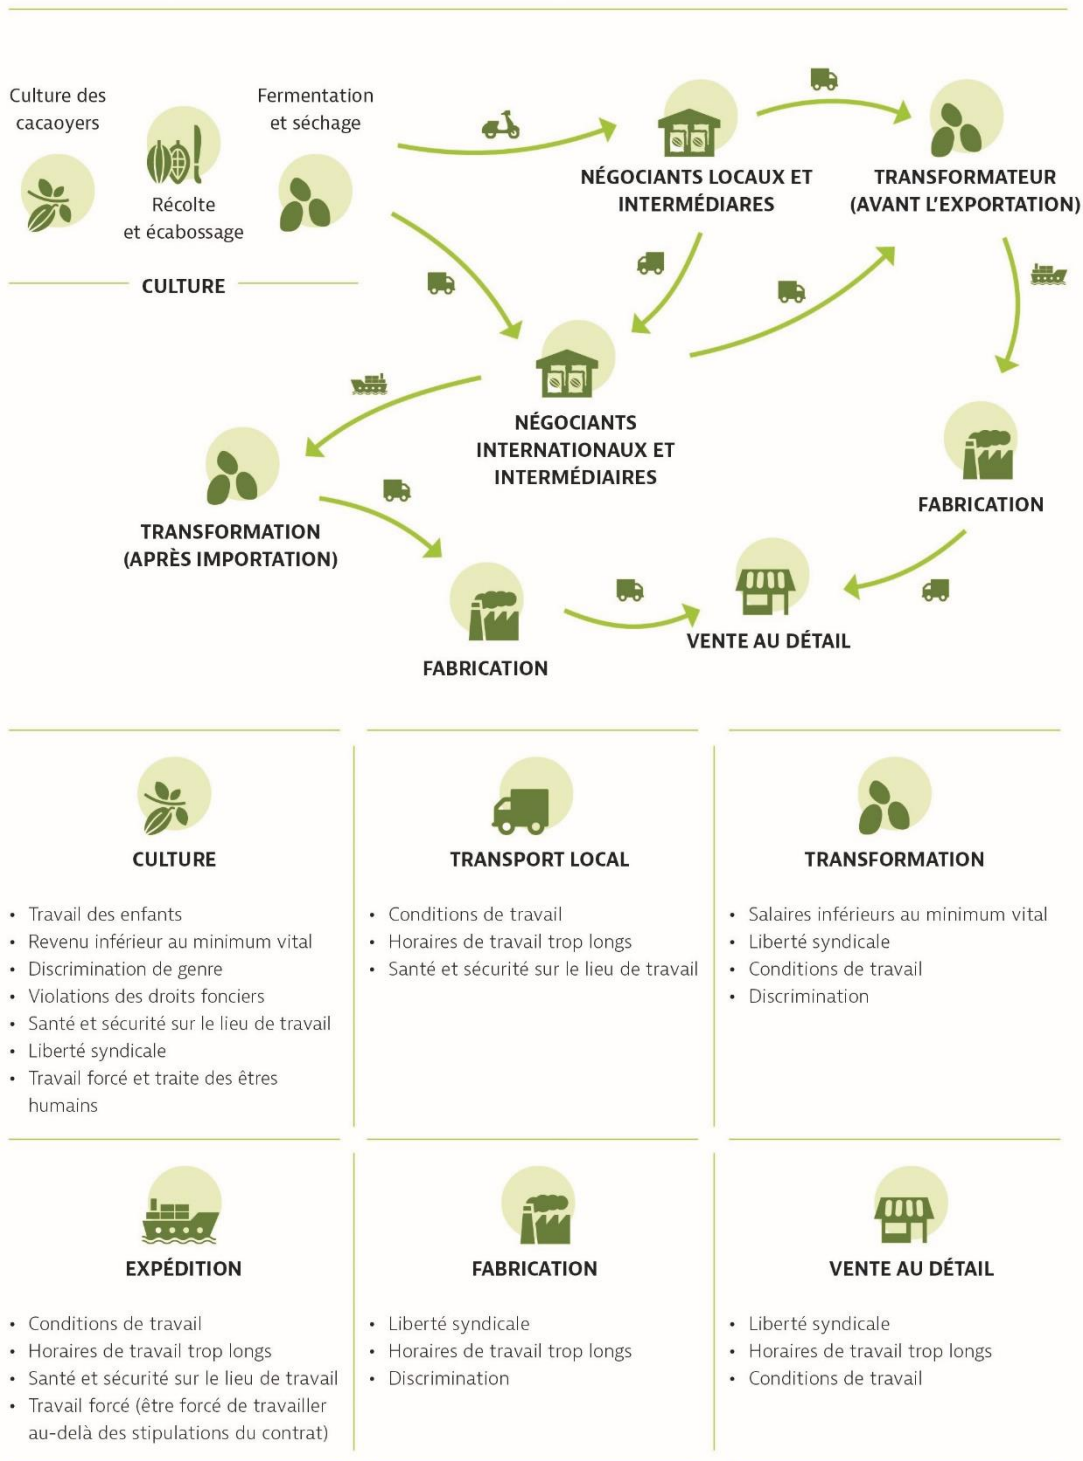 Culture des
cacaoyers
Récolte
et écabossage
Fermentation
et séchage
CULTURE
NÉGOCIANTS LOCAUX ET
INTERMÉDIARES
TRANSFORMATEUR
(AVANT L'EXPORTATION)
NÉGOCIANTS
INTERNATIONAUX ET
INTERMÉDIAIRES
TRANSFORMATION
(APRÈS IMPORTATION)
FABRICATION
FABRICATION
VENTE AU DÉTAIL
CULTURE
• Travail des enfants
• Revenu inférieur au minimum vital
• Discrimination de genre
• Violations des droits fonciers
• Santé et sécurité sur le lieu de travail
• Liberté syndicale
• Travail forcé et traite des êtres
humains
TRANSPORT LOCAL
• Conditions de travail
• Horaires de travail trop longs
• Santé et sécurité sur le lieu de travail
TRANSFORMATION
• Salaires inférieurs au minimum vital
• Liberté syndicale
• Conditions de travail
• Discrimination
EXPÉDITION
• Conditions de travail
• Horaires de travail trop longs
• Santé et sécurité sur le lieu de travail
• Travail forcé (être forcé de travailler
au-delà des stipulations du contrat)
FABRICATION
• Liberté syndicale
• Horaires de travail trop longs
• Discrimination
VENTE AU DÉTAIL
• Liberté syndicale
• Horaires de travail trop longs
• Conditions de travail